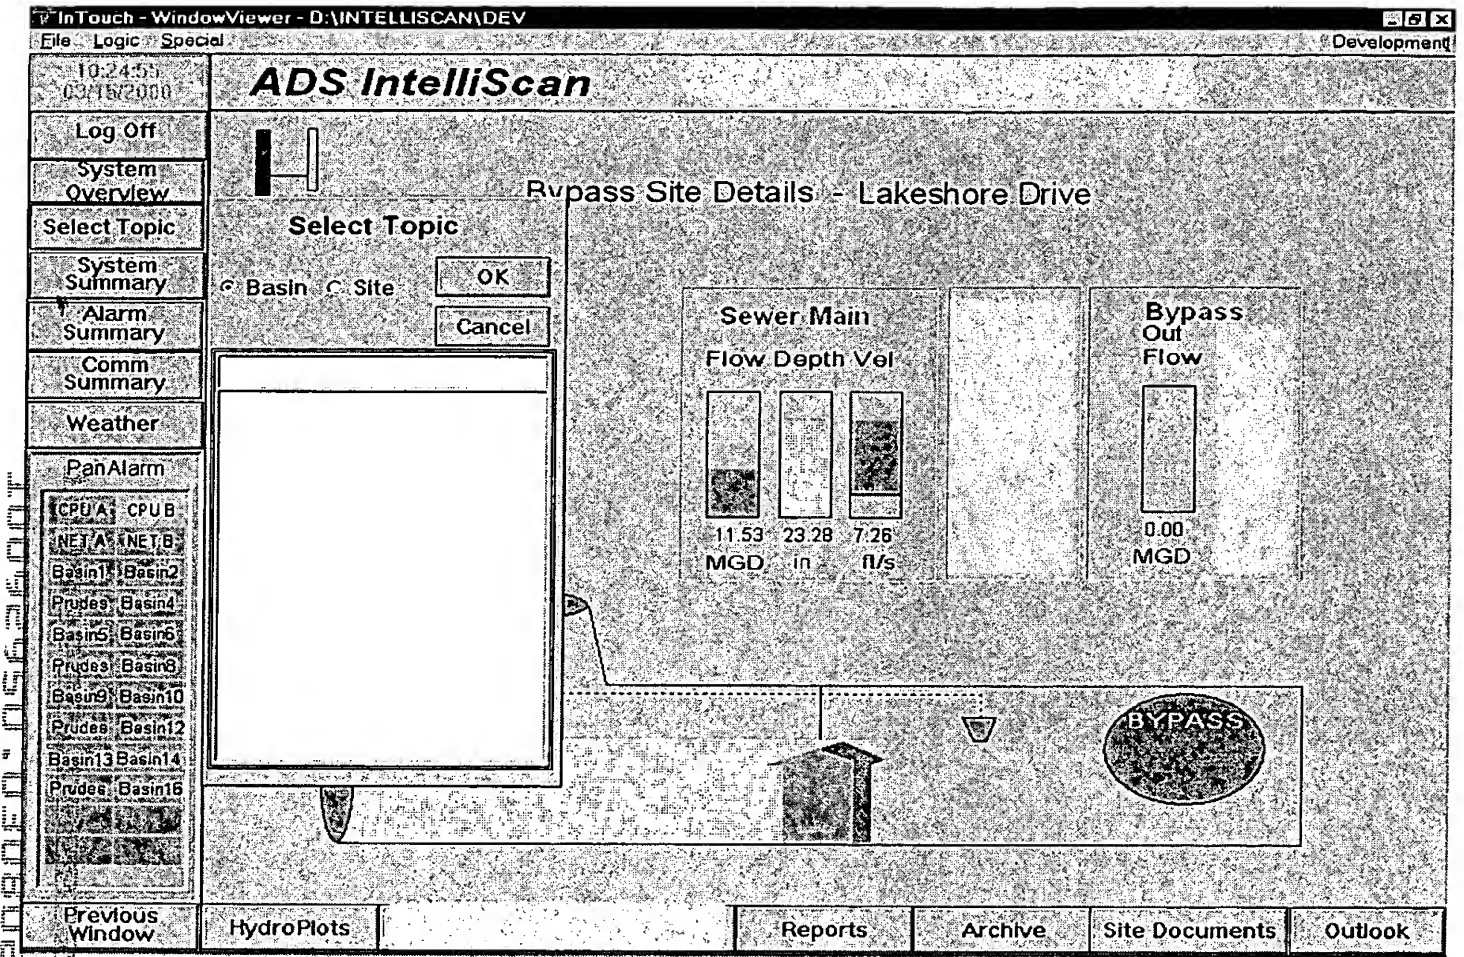 InTouch - WindowViewer - D:\INTELLISCAN\DEV
File Logic Special
Development
10:24:55
03/15/2000
ADS IntelliScan
Log Off
System
Overview
Select Topic
System
Summary
Alarm
Summary
Comm
Summary
Weather
Bypass Site Details - Lakeshore Drive
Select Topic
Basin Site
OK
Cancel
Sewer Main
Flow Depth Vel
11.53 23.28 7.26
MGD in ft/s
Bypass
Out
Flow
0.00
MGD
PanAlarm
CPU A CPU B
NET A NET B
Basin1 Basin2
Prudes Basin4
Basin5 Basin6
Prudes Basin8
Basin9 Basin10
Prudes Basin12
Basin13 Basin14
Prudes Basin16
BYPASS
Previous
Window
HydroPlots
Reports
Archive
Site Documents
Outlook